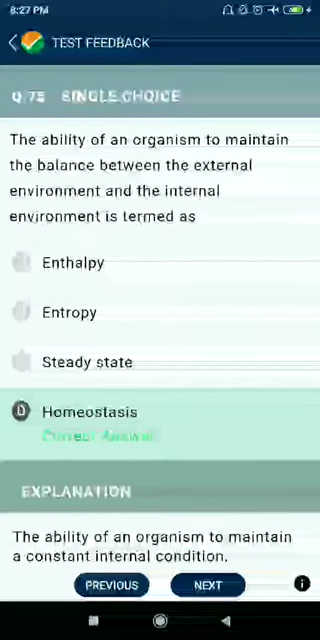 8:27 PM
TEST FEEDBACK
Q.75 SINGLE CHOICE
The ability of an organism to maintain
the balance between the external
environment and the internal
environment is termed as
Enthalpy
Entropy
Steady state
D Homeostasis
Correct Answer
EXPLANATION
The ability of an organism to maintain
a constant internal condition.
PREVIOUS NEXT